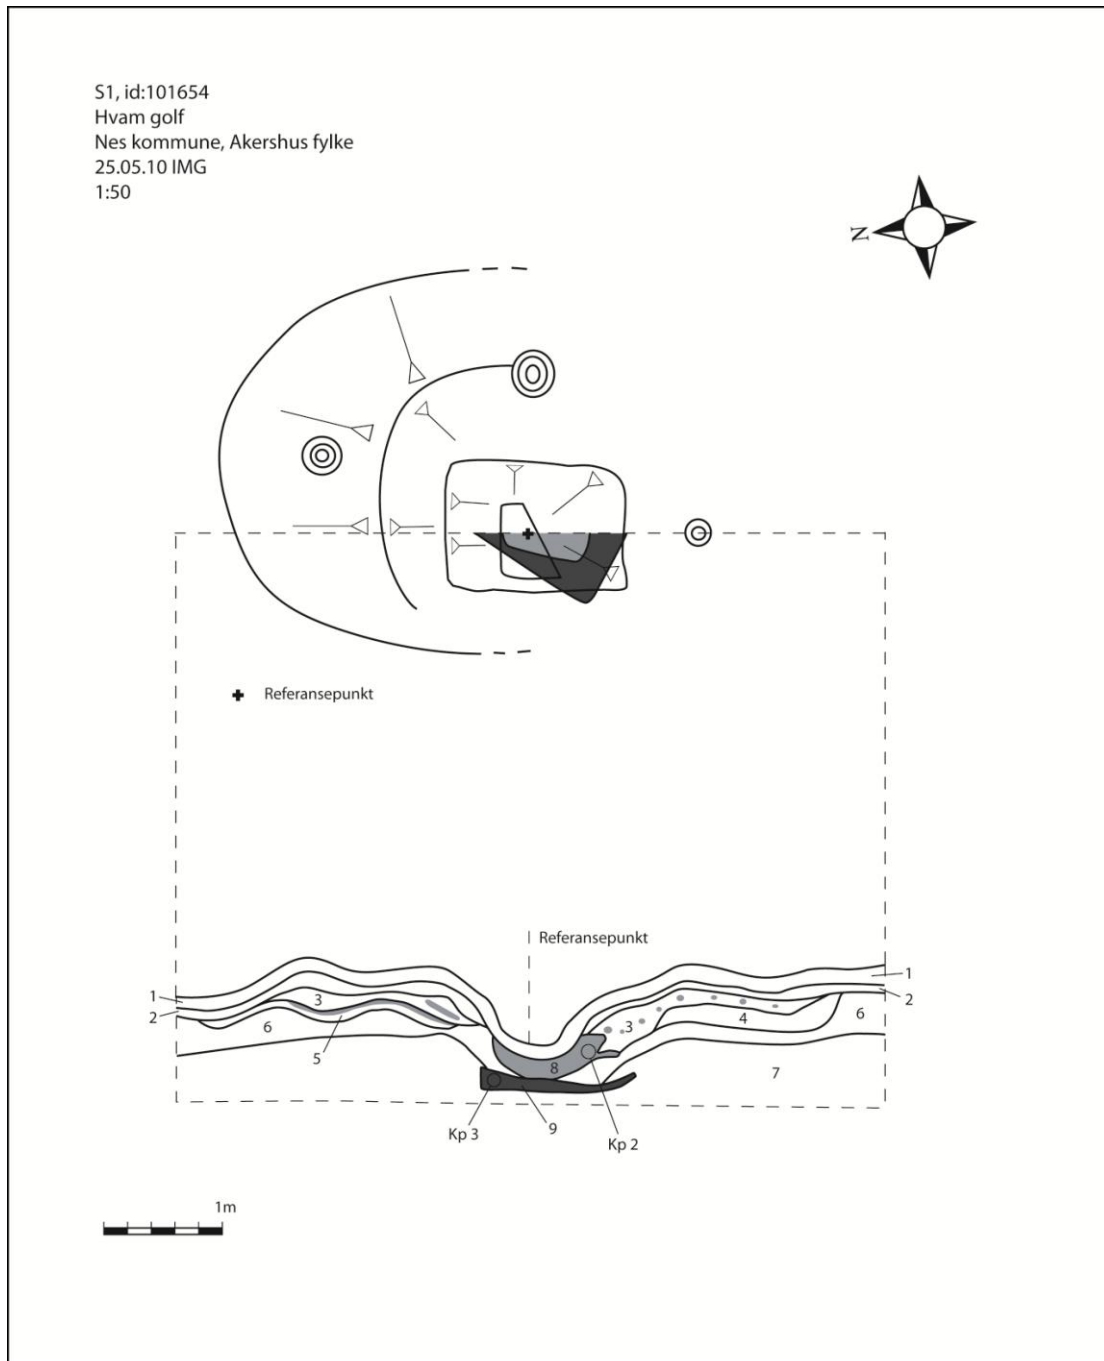 S1, id:101654
Hvam golf
Nes kommune, Akershus fylke
25.05.10 IMG
1:50
N
Referansepunkt
Referansepunkt
1
2
3
6
5
8
9
3
4
6
7
1
2
Kp 3
Kp 2
1m